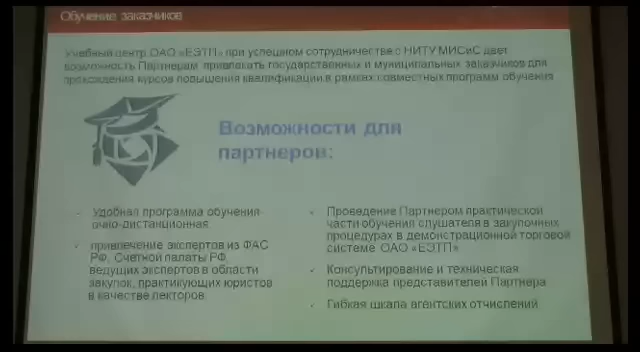 Обучение заказчиков
Учебный центр ОАО «ЕЭТП» при успешном сотрудничестве с НИТУ МИСиС дает
возможность Партнерам привлекать государственных и муниципальных заказчиков для
прохождения курсов повышения квалификации в рамках совместных программ обучения
Возможности для
партнеров:
- Удобная программа обучения
очно-дистанционная
- привлечение экспертов из ФАС
РФ, Счетной палаты РФ,
ведущих экспертов в области
закупок, практикующих юристов
в качестве лекторов
- Проведение Партнером практической
части обучения слушателя в закупочных
процедурах в демонстрационной торговой
системе ОАО «ЕЭТП»
- Консультирование и техническая
поддержка представителей Партнера
- Гибкая шкала агентских отчислений